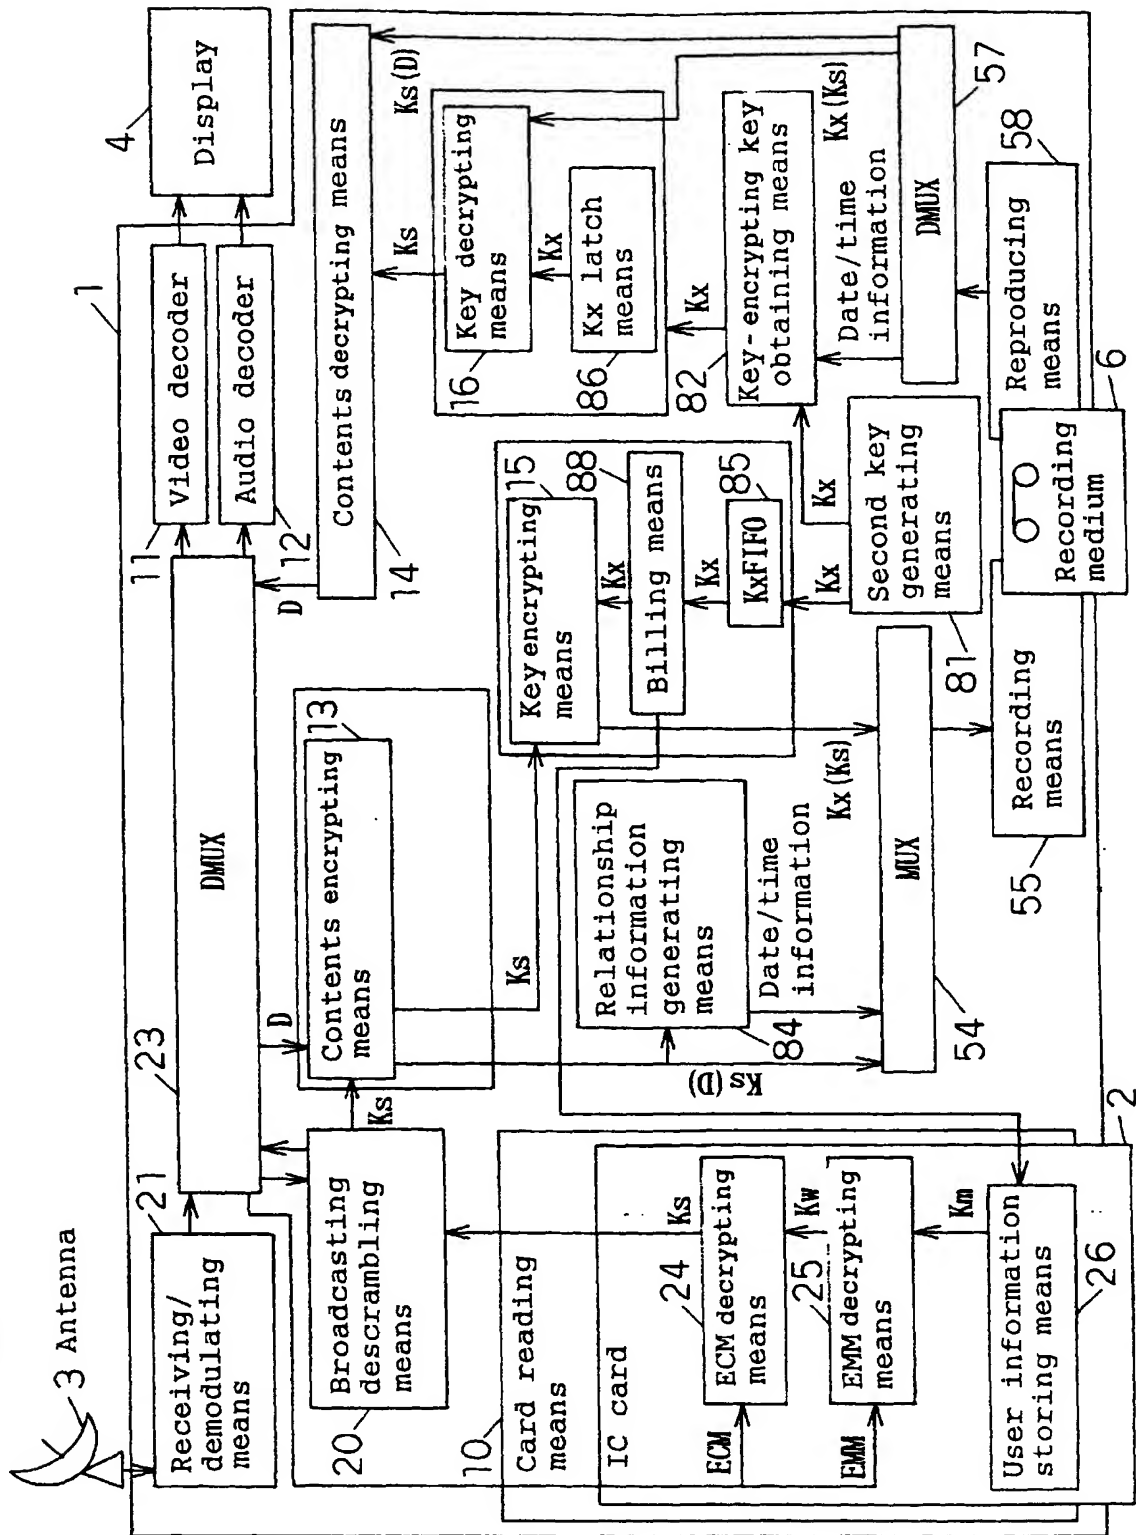 3 Antenna
Receiving/
demodulating
means
21
23
DMUX
11
Video decoder
12
Audio decoder
1
4
Display
20
Broadcasting
descrambling
means
Ks
D
13
Contents encrypting
means
D
14
Contents decrypting means
10
Card reading
means
IC card
ECM
EMM
24
ECM decrypting
means
Ks
Kw
25
EMM decrypting
means
Km
26
User information
storing means
2
Ks(D)
Ks
Relationship
information
generating
means
84
Date/time
information
15
Key encrypting
means
Kx
88
Billing means
Kx
85
KxFIFO
Kx
Kx(Ks)
Second key
generating
means
81
Kx
Ks
Ks(D)
16
Key decrypting
means
Kx
86
Kx latch
means
Kx
82
Key-encrypting key
obtaining means
Kx(Ks)
Date/time
information
DMUX
57
54
MUX
55
Recording
means
Recording
medium
6
Reproducing
means
58